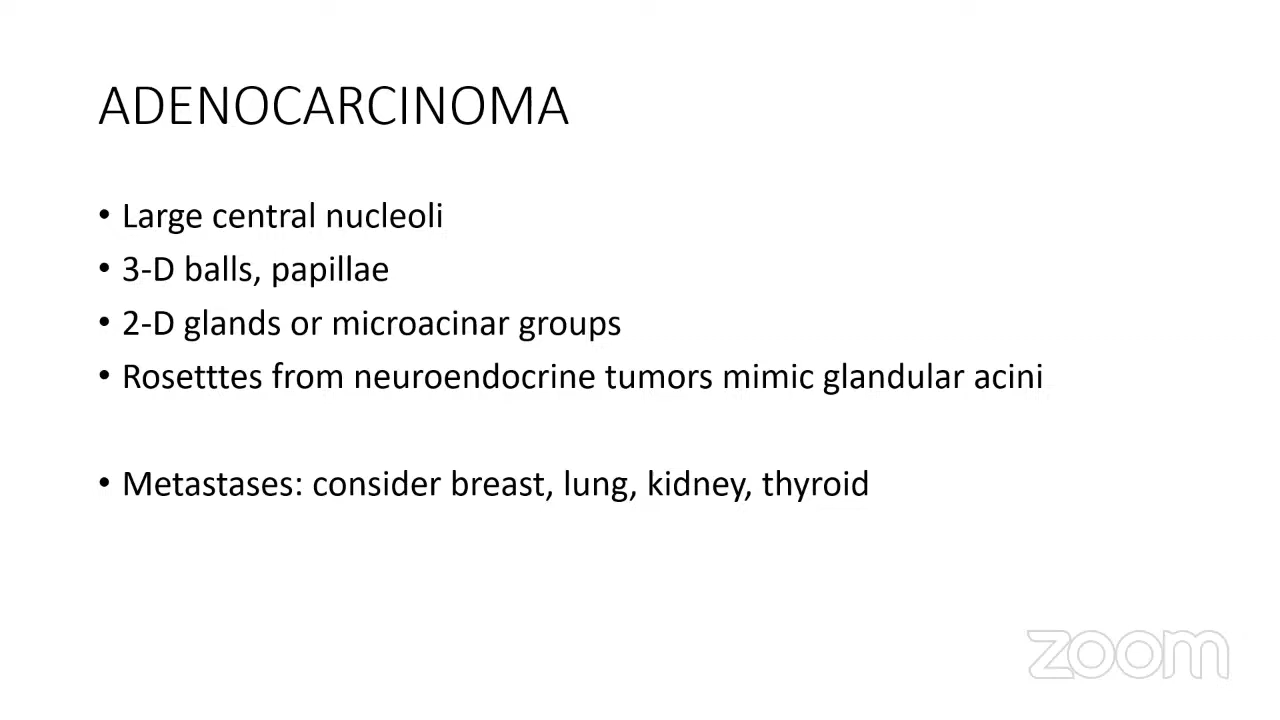 ADENOCARCINOMA
• Large central nucleoli
• 3-D balls, papillae
• 2-D glands or microacinar groups
• Rosetttes from neuroendocrine tumors mimic glandular acini
• Metastases: consider breast, lung, kidney, thyroid
zoom